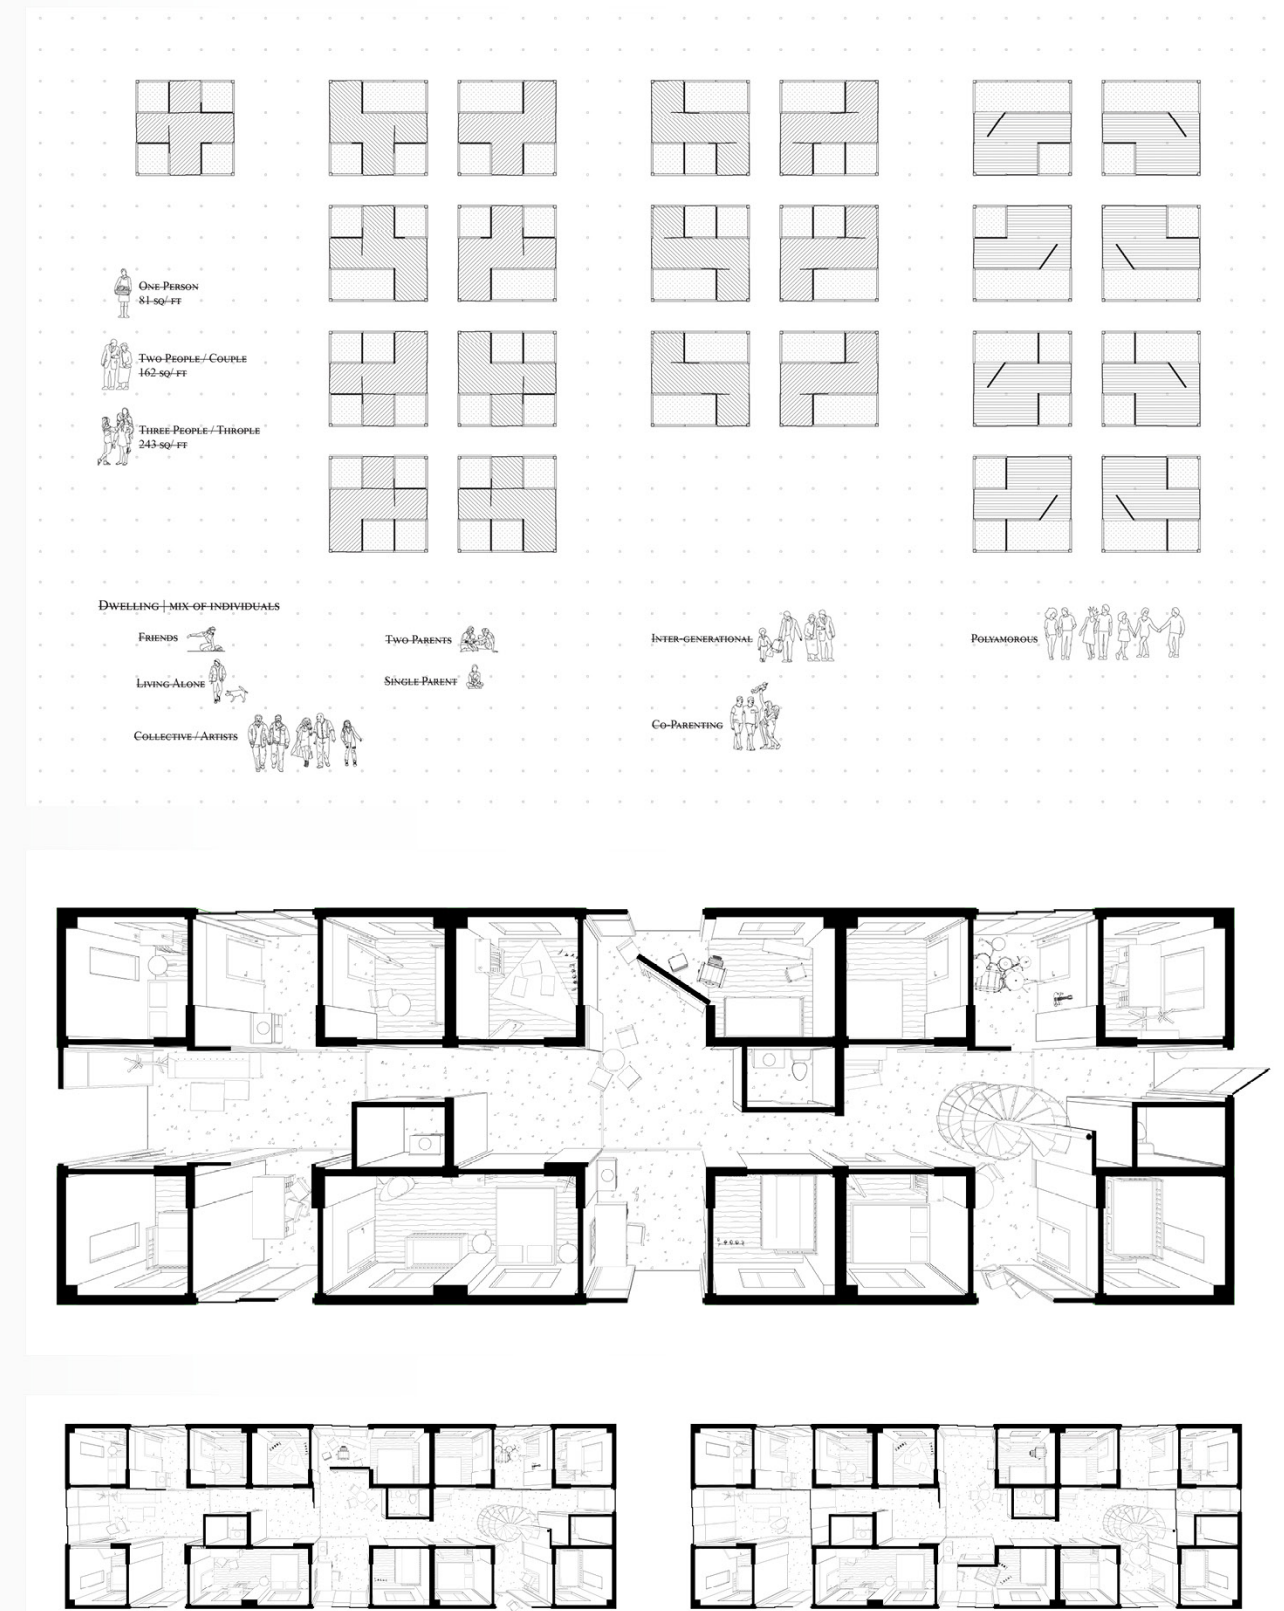 One Person
81 sq/ ft
Two People / Couple
162 sq/ ft
Three People / Throple
243 sq/ ft
Dwelling | mix of individuals
Friends
Living Alone
Collective / Artists
Two Parents
Single Parent
Inter-generational
Co-Parenting
Polyamorous